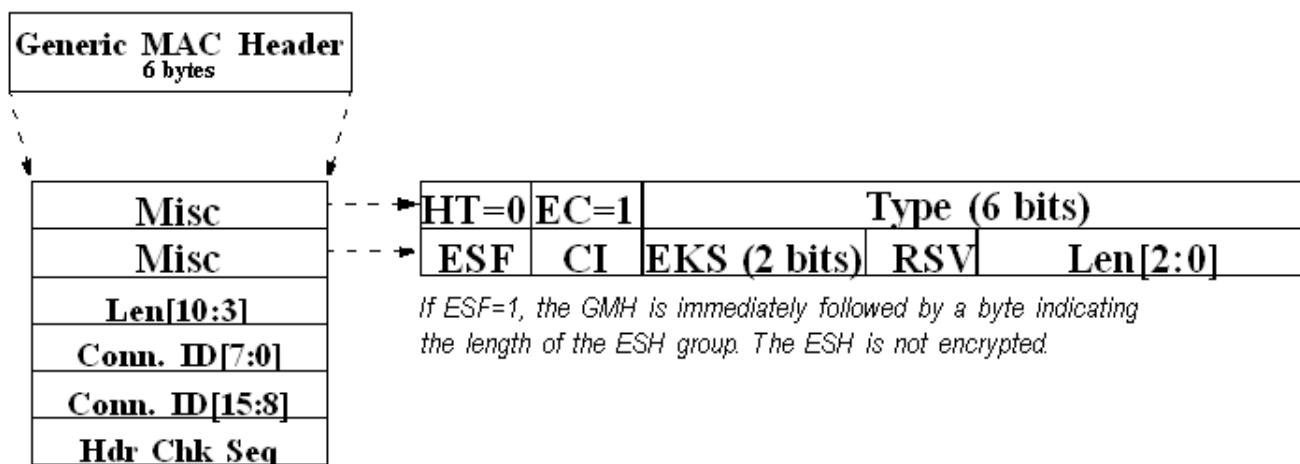 Generic MAC Header
6 bytes
Misc
HT=0 EC=1 Type (6 bits)
Misc
ESF CI EKS (2 bits) RSV Len[2:0]
Len[10:3]
If ESF=1, the GMH is immediately followed by a byte indicating
the length of the ESH group. The ESH is not encrypted.
Conn. ID[7:0]
Conn. ID[15:8]
Hdr Chk Seq